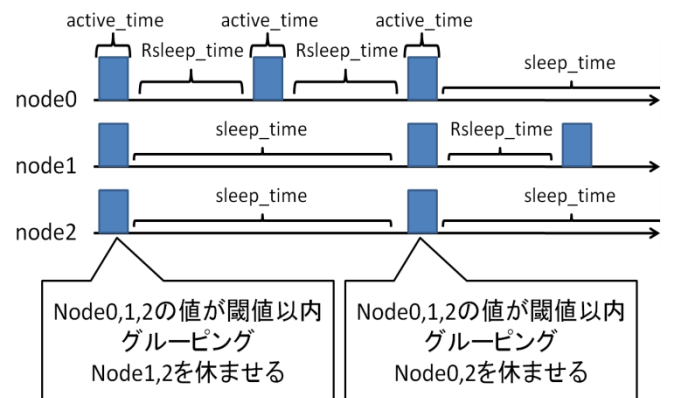 active_time active_time active_time
Rsleep_time Rsleep_time
sleep_time
node0
sleep_time Rsleep_time
node1
sleep_time sleep_time
node2
Node0,1,2の値が閾値以内
グルーピング
Node1,2を休ませる
Node0,1,2の値が閾値以内
グルーピング
Node0,2を休ませる